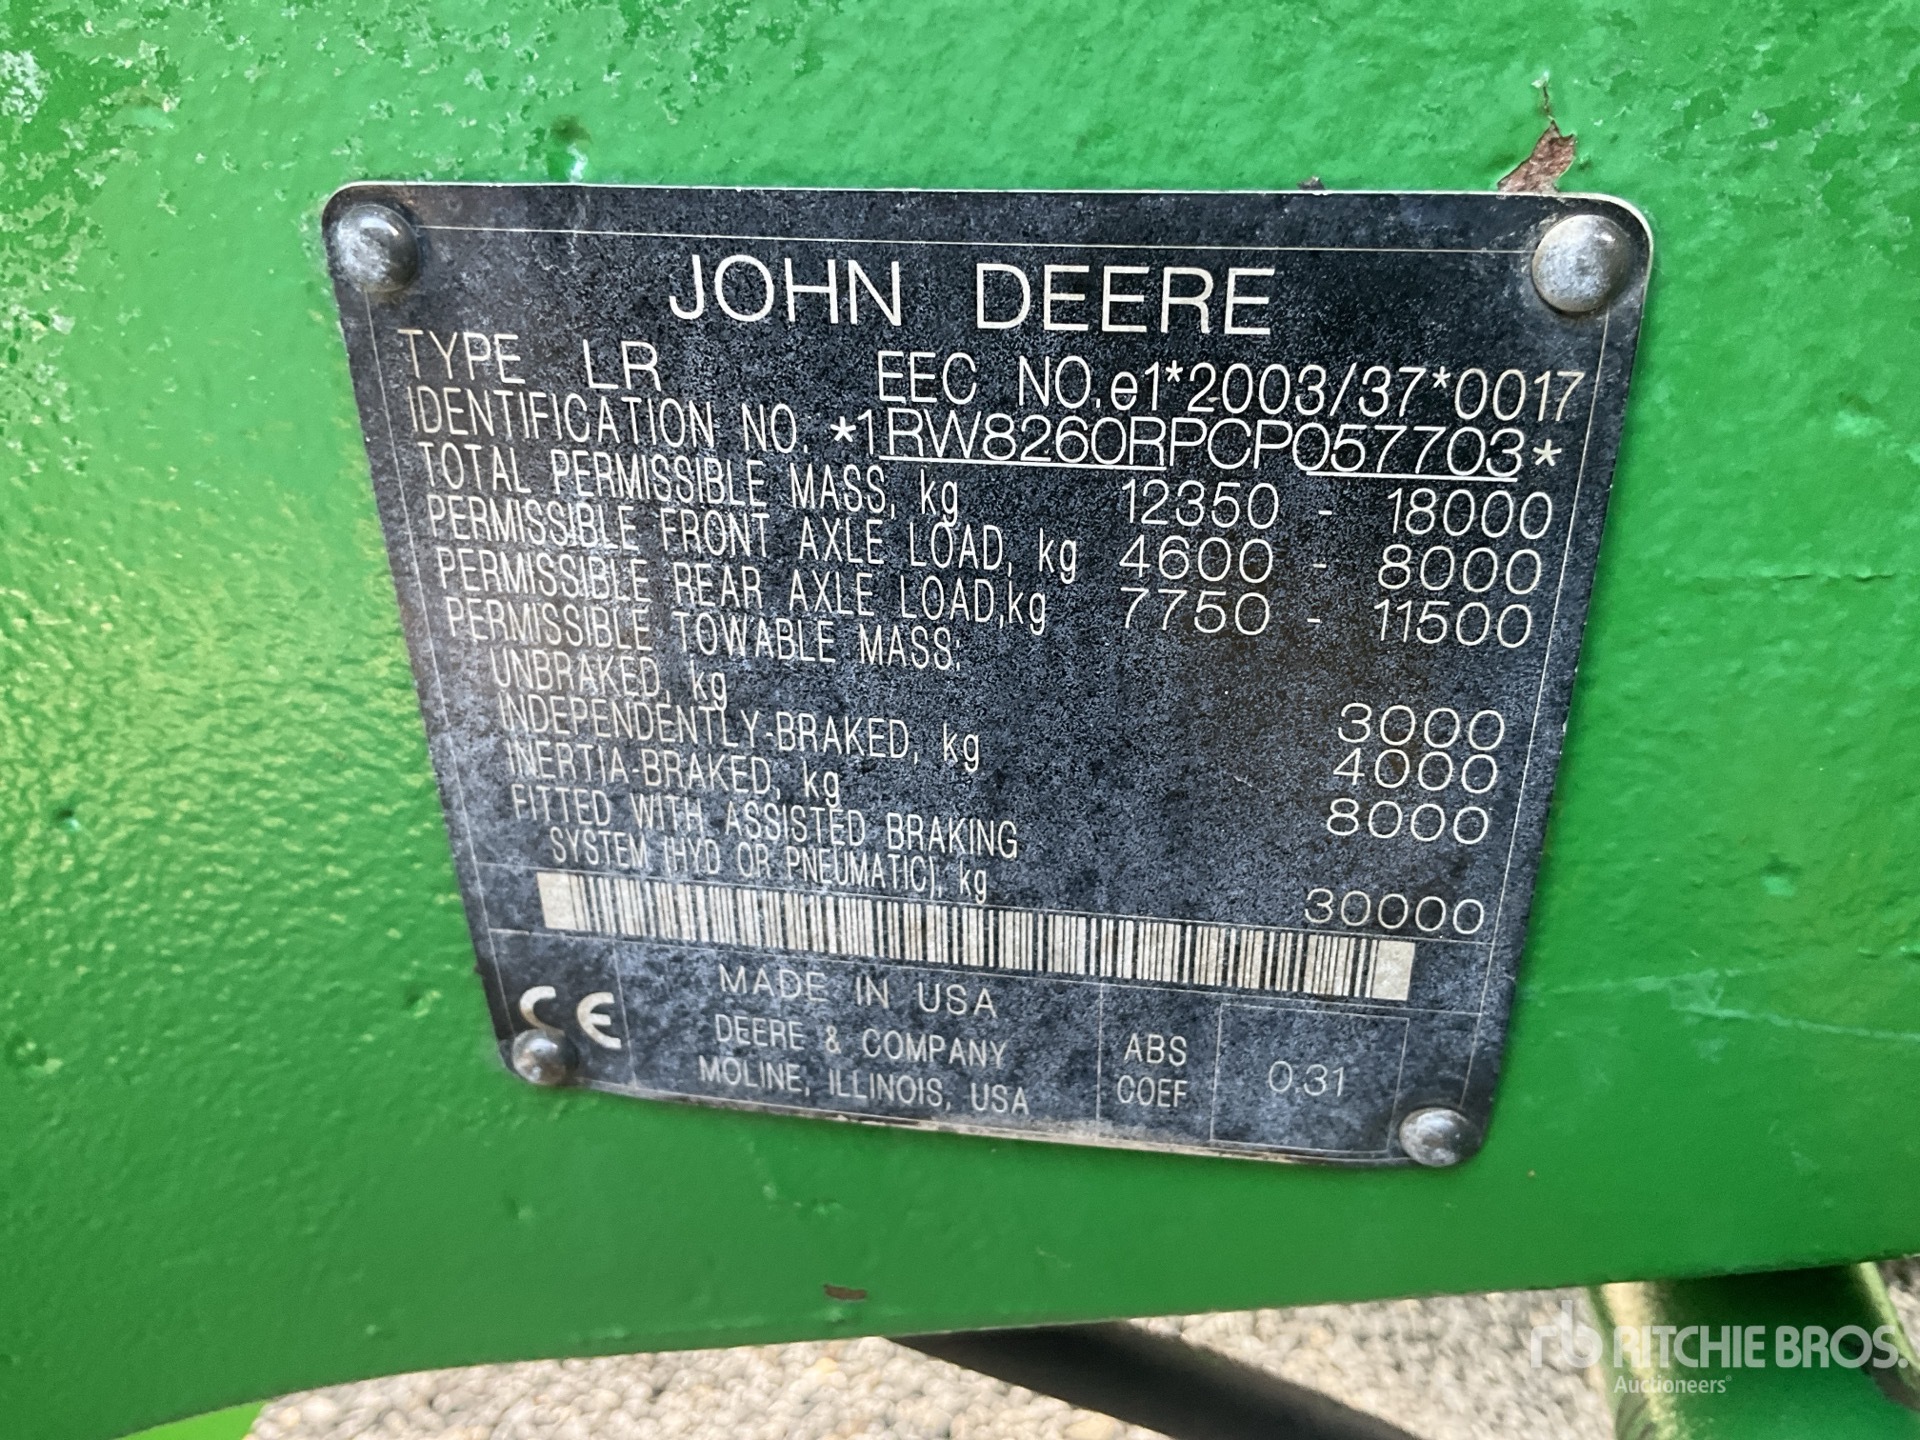 JOHN DEERE
TYPE LR EEC NO.e1*2003/37*0017
IDENTIFICATION NO. *1RW8260RPCP057703*
TOTAL PERMISSIBLE MASS, kg 12350 - 18000
PERMISSIBLE FRONT AXLE LOAD, kg 4600 - 8000
PERMISSIBLE REAR AXLE LOAD,kg 7750 - 11500
PERMISSIBLE TOWABLE MASS:
UNBRAKED, kg 3000
INDEPENDENTLY-BRAKED, kg 4000
INERTIA-BRAKED, kg 8000
FITTED WITH ASSISTED BRAKING
SYSTEM (HYD OR PNEUMATIC), kg 30000
CE
MADE IN USA
DEERE & COMPANY
MOLINE, ILLINOIS, USA
ABS
COEF
0.31
rb RITCHIE BROS.
Auctioneers